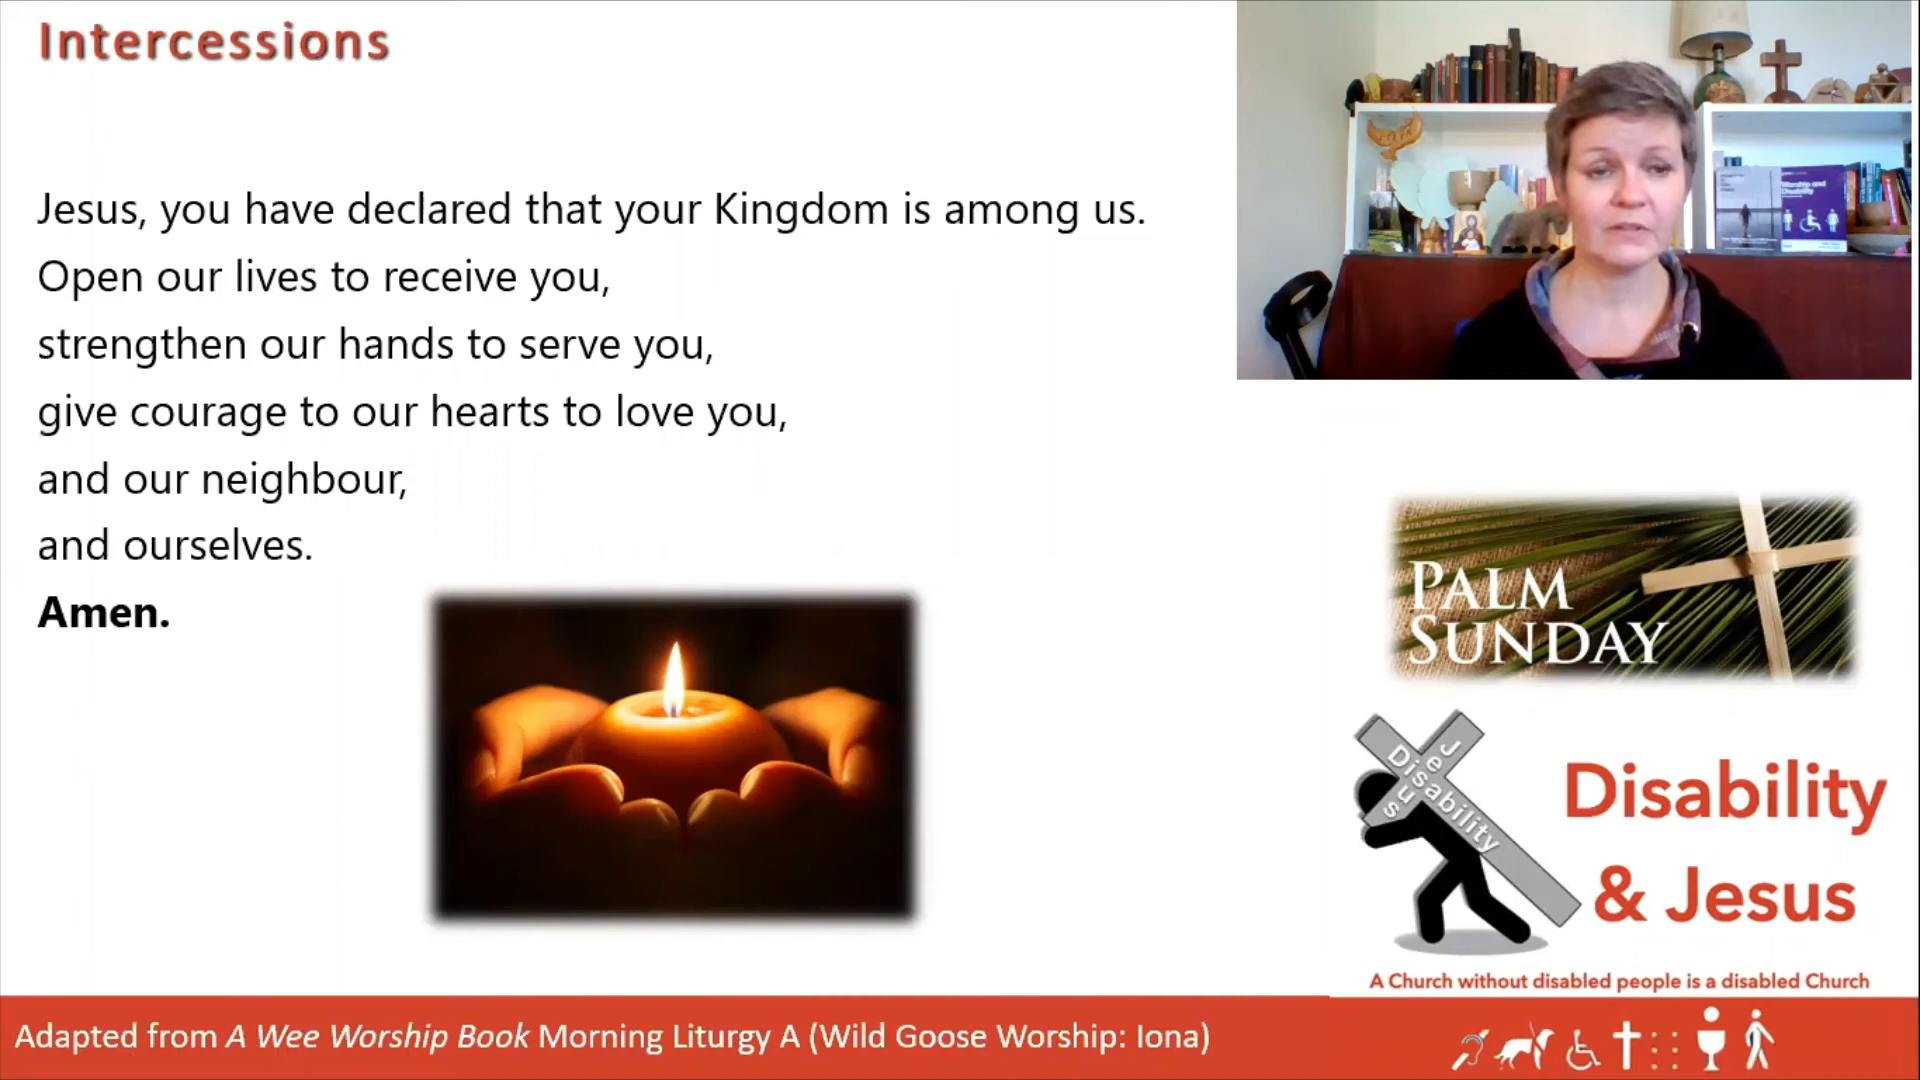 Intercessions
Jesus, you have declared that your Kingdom is among us.
Open our lives to receive you,
strengthen our hands to serve you,
give courage to our hearts to love you,
and our neighbour,
and ourselves.
Amen.
Worship and
Disability
PALM
SUNDAY
Jesus
Disability
Disability
& Jesus
A Church without disabled people is a disabled Church
Adapted from A Wee Worship Book Morning Liturgy A (Wild Goose Worship: Iona)